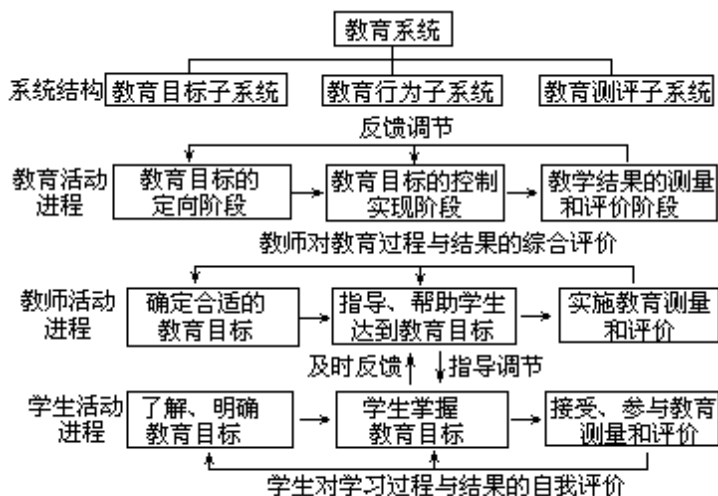 教育系统
系统结构 教育目标子系统 教育行为子系统 教育测评子系统
反馈调节
教育活动 教育目标的 教育目标的控制 教学结果的测量
进程 定向阶段 实现阶段 和评价阶段
教师对教育过程与结果的综合评价
教师活动 确定合适的 指导、帮助学生 实施教育测量
进程 教育目标 达到教育目标 和评价
及时反馈 指导调节
学生活动 了解、明确 学生掌握 接受、参与教育
进程 教育目标 教育目标 测量和评价
学生对学习过程与结果的自我评价